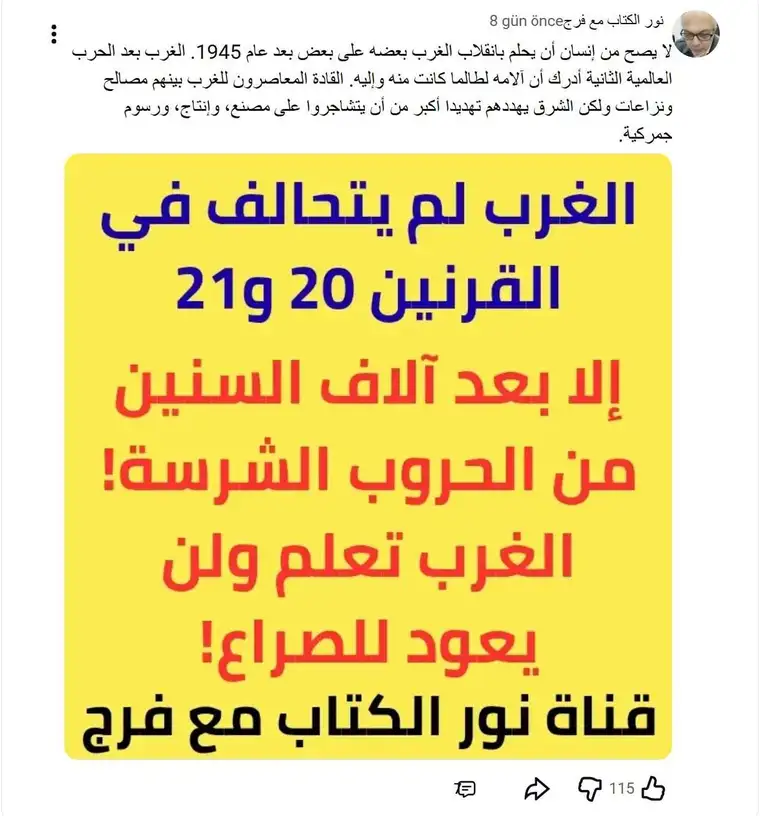 نور الكتاب مع فرج8 gün önce
لا يصح من إنسان أن يحلم بانقلاب الغرب بعضه على بعض بعد عام 1945. الغرب بعد الحرب
العالمية الثانية أدرك أن آلامه لطالما كانت منه وإليه. القادة المعاصرون للغرب بينهم مصالح
ونزاعات ولكن الشرق يهددهم تهديدا أكبر من أن يتشاجروا على مصنع، وإنتاج، ورسوم
جمركية.
الغرب لم يتحالف في
القرنين 20 و21
إلا بعد آلاف السنين
من الحروب الشرسة!
الغرب تعلم ولن
يعود للصراع!
قناة نور الكتاب مع فرج
115